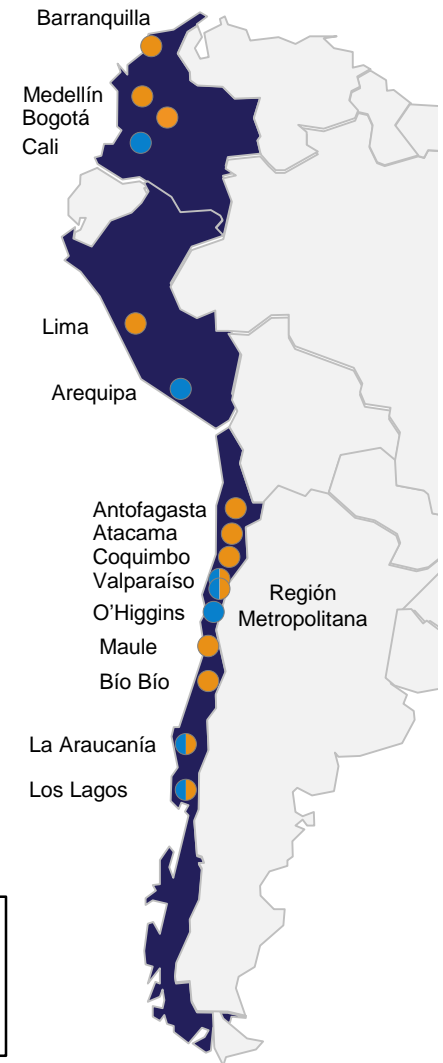 Barranquilla
Medellín
Bogotá
Cali
Lima
Arequipa
Antofagasta
Atacama
Coquimbo
Valparaíso
Región
Metropolitana
O’Higgins
Maule
Bío Bío
La Araucanía
Los Lagos